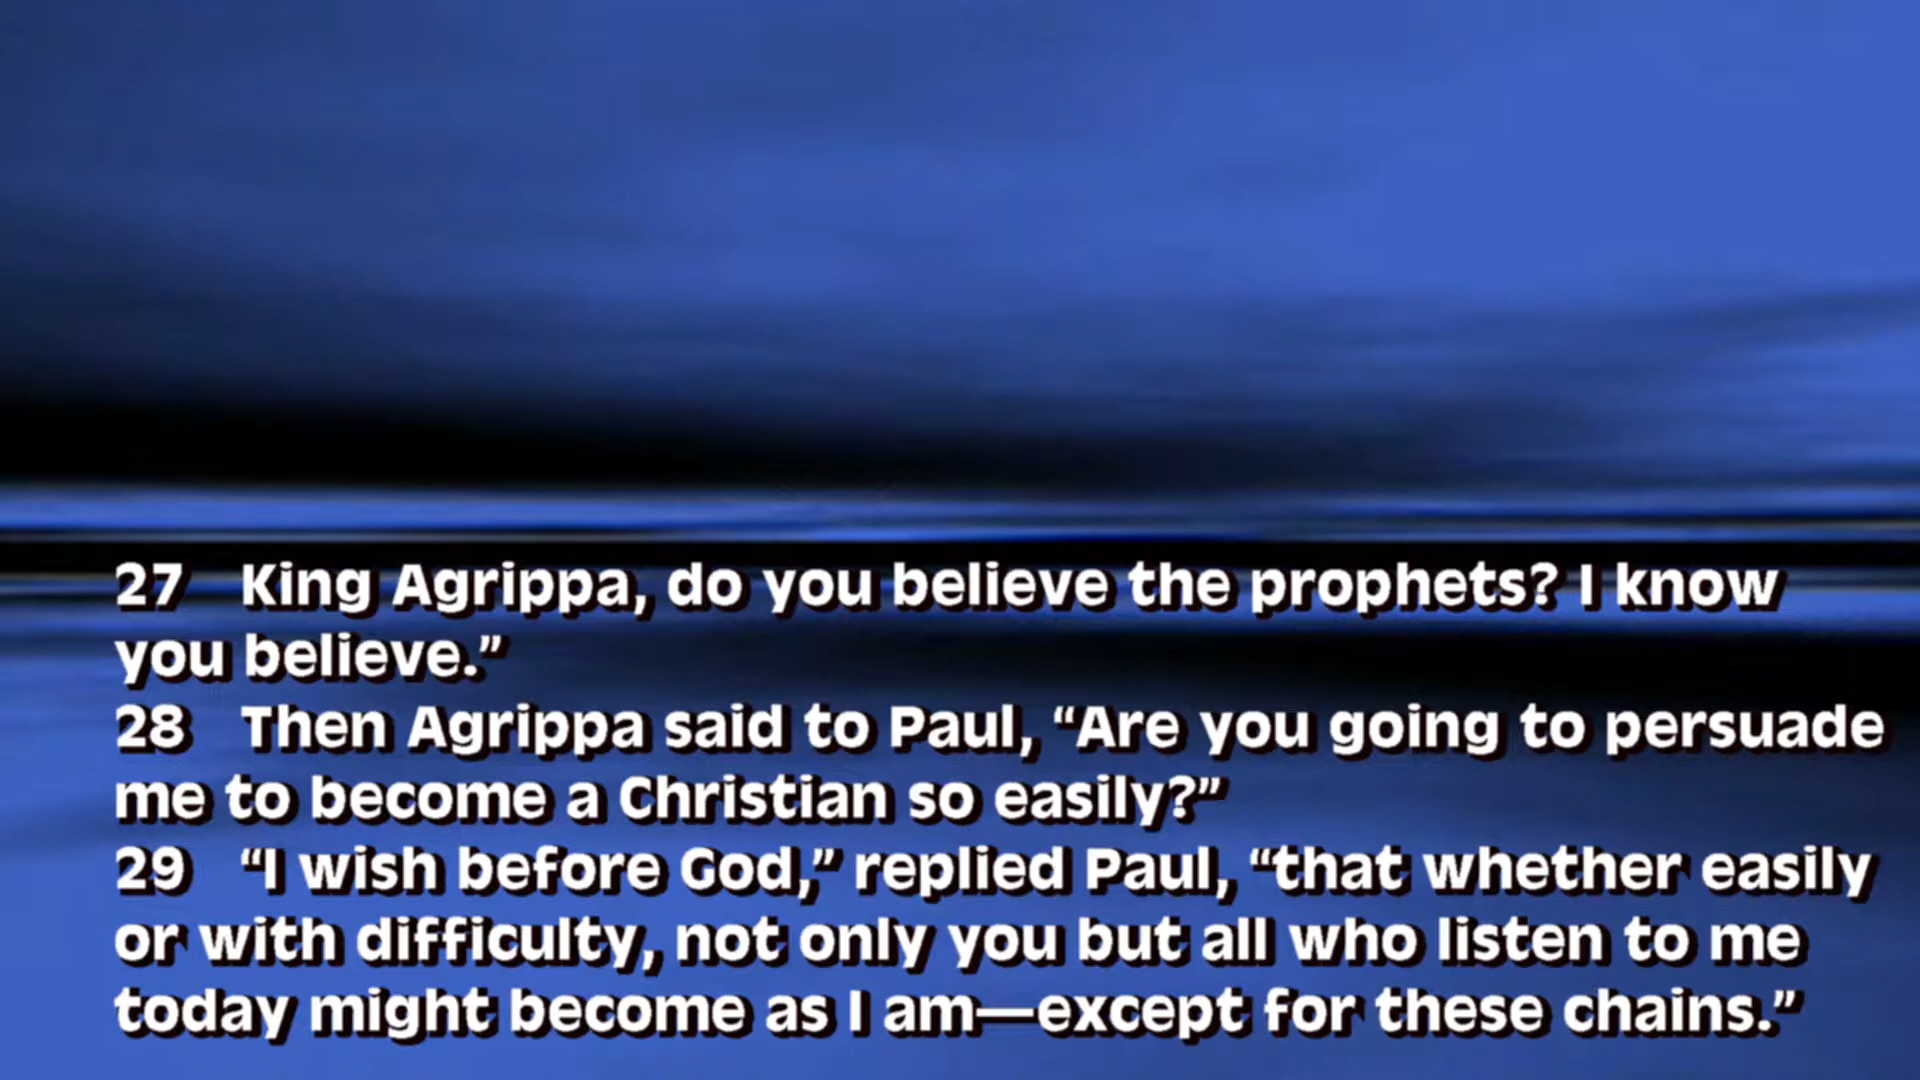 27 King Agrippa, do you believe the prophets? I know
you believe.”
28 Then Agrippa said to Paul, “Are you going to persuade
me to become a Christian so easily?”
29 “I wish before God,” replied Paul, “that whether easily
or with difficulty, not only you but all who listen to me
today might become as I am—except for these chains.”